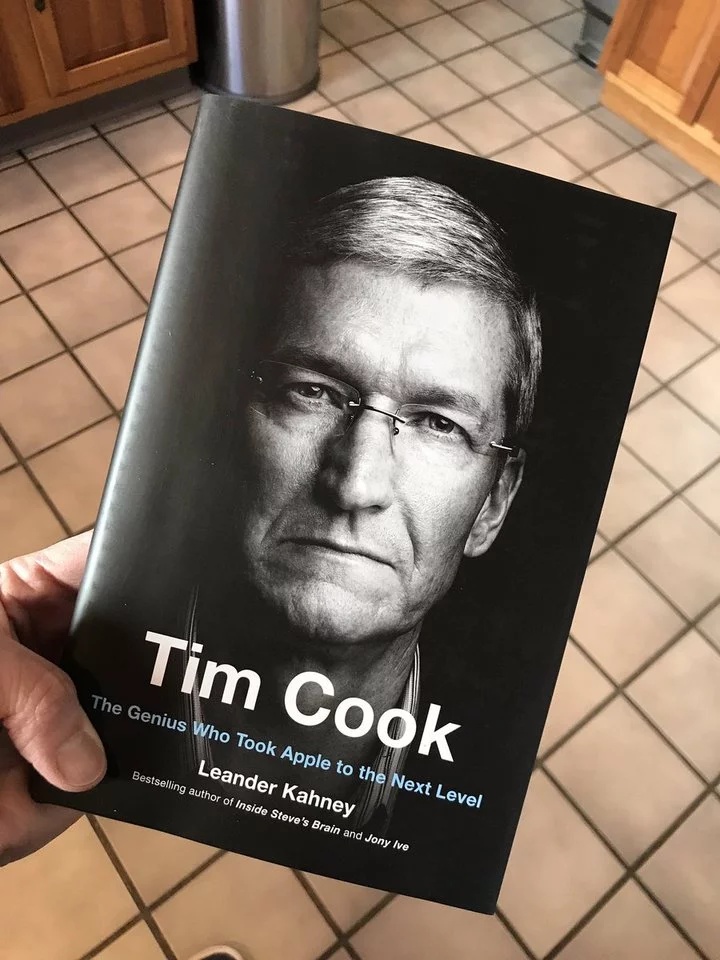 Tim Cook
The Genius Who Took Apple to the Next Level
Leander Kahney
Bestselling author of Inside Steve's Brain and Jony Ive